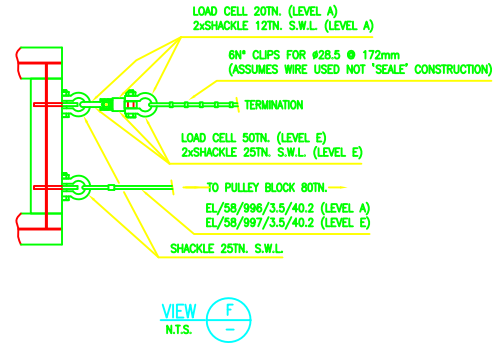 LOAD CELL 20TN. (LEVEL A)
2xSHACKLE 12TN. S.W.L. (LEVEL A)
6Nº CLIPS FOR ø28.5 @ 172mm
(ASSUMES WIRE USED NOT 'SEALE' CONSTRUCTION)
TERMINATION
LOAD CELL 50TN. (LEVEL E)
2xSHACKLE 25TN. S.W.L. (LEVEL E)
TO PULLEY BLOCK 80TN.
EL/58/996/3.5/40.2 (LEVEL A)
EL/58/997/3.5/40.2 (LEVEL E)
SHACKLE 25TN. S.W.L.
VIEW F
N.T.S. –